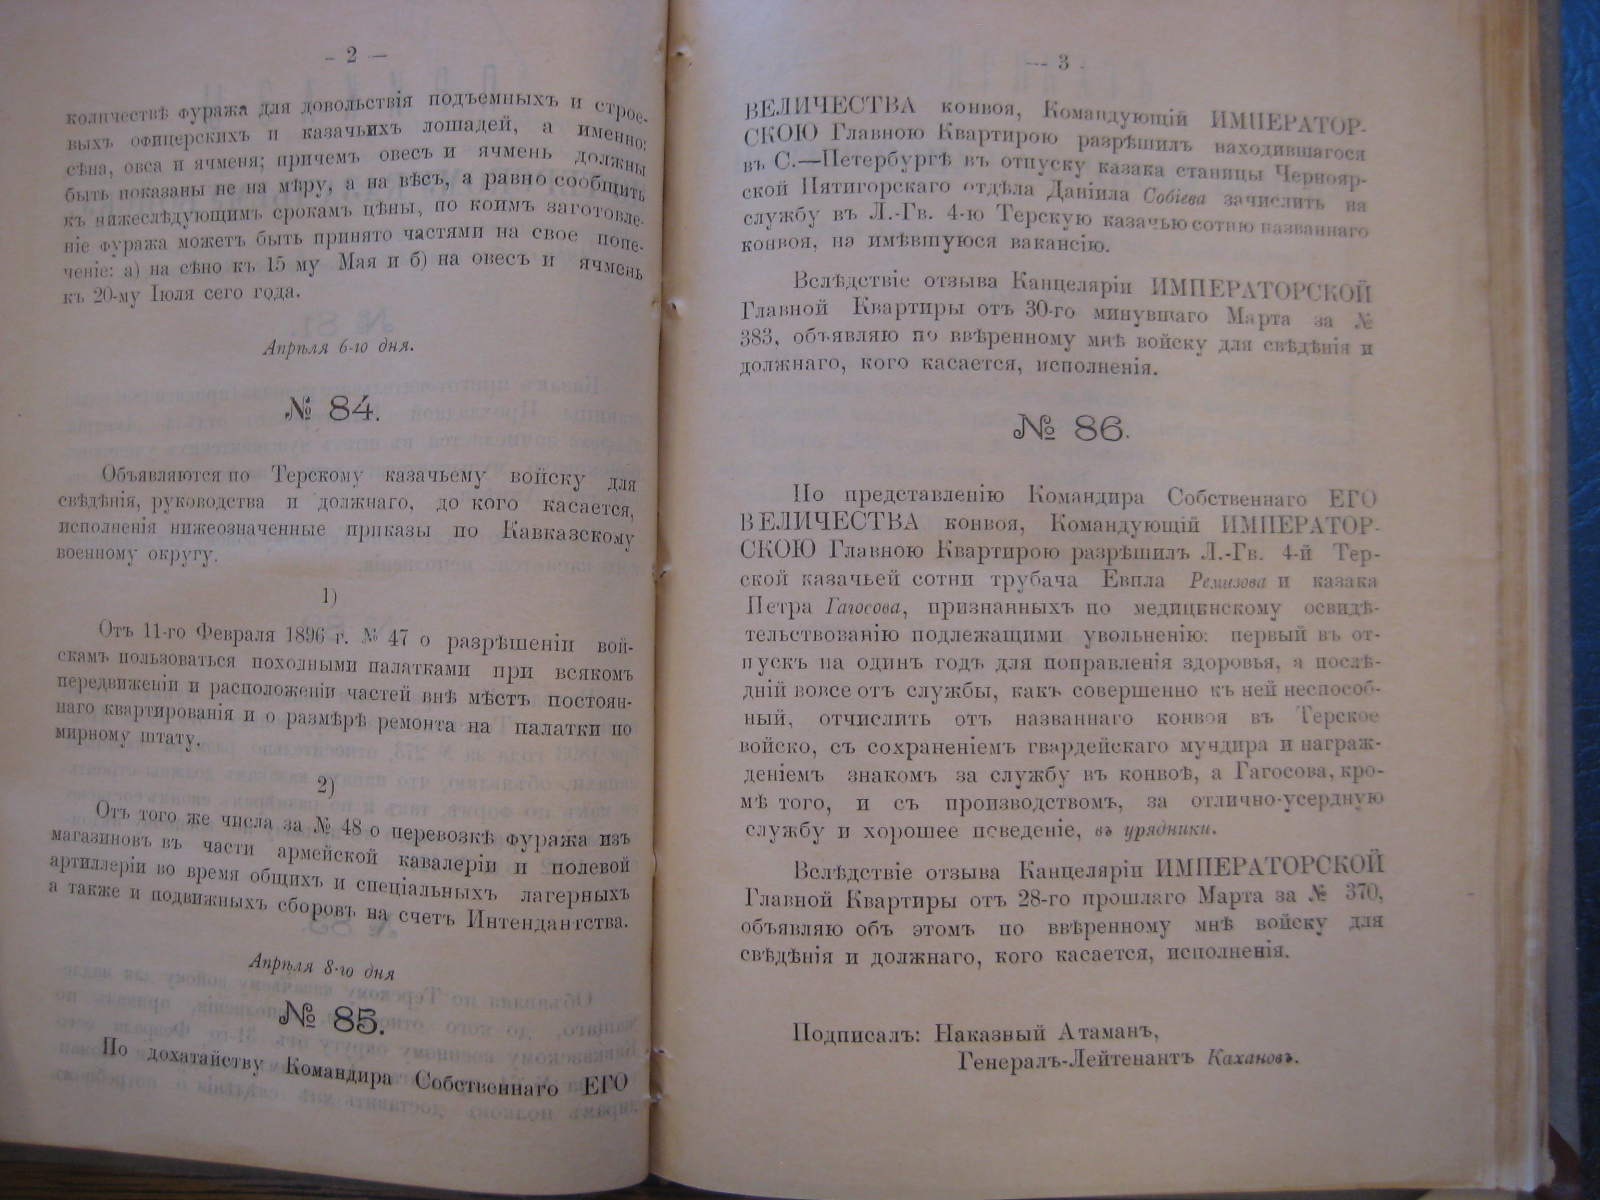 – 2 —
количествѣ фуража для довольствія подъемныхъ и строе-
выхъ офицерскихъ и казачьихъ лошадей, а именно:
сѣна, овса и ячменя; причемъ овесъ и ячмень должны
быть показаны не на мѣру, а на вѣсъ, а равно сообщить
къ нижеслѣдующимъ срокамъ цѣны, по коимъ заготовле-
ніе фуража можетъ быть принято частями на свое попе-
ченіе: а) на сѣно къ 15 му Мая и б) на овесъ и ячмень
къ 20-му Іюля сего года.
Апрѣля 6-го дня.
№ 84.
Объявляются по Терскому казачьему войску для
свѣдѣнія, руководства и должнаго, до кого касается,
исполненія нижеозначенные приказы по Кавказскому
военному округу.
1)
Отъ 11-го Февраля 1896 г. № 47 о разрѣшеніи вой-
скамъ пользоваться походными палатками при всякомъ
передвиженіи и расположеніи частей внѣ мѣстъ постоян-
наго квартированія и о размѣрѣ ремонта на палатки по
мирному штату.
2)
Отъ того же числа за № 48 о перевозкѣ фуража изъ
магазиновъ въ части армейской кавалеріи и полевой
артиллеріи во время общихъ и спеціальныхъ лагерныхъ
а также и подвижныхъ сборовъ на счетъ Интендантства.
Апрѣля 8-го дня
№ 85.
По дохатайству Командира Собственнаго ЕГО
— 3 -
ВЕЛИЧЕСТВА конвоя, Командующій ИМПЕРАТОР-
СКОЮ Главною Квартирою разрѣшилъ находившагося
въ С.—Петербургѣ въ отпуску казака станицы Чернояр-
ской Пятигорскаго отдѣла Даніила Собіева зачислить на
службу въ Л.-Гв. 4-ю Терскую казачью сотню названнаго
конвоя, на имѣвшуюся вакансію.
Вслѣдствіе отзыва Канцеляріи ИМПЕРАТОРСКОЙ
Главной Квартиры отъ 30-го минувшаго Марта за №
383, объявляю по ввѣренному мнѣ войску для свѣдѣнія и
должнаго, кого касается, исполненія.
№ 86.
По представленію Командира Собственнаго ЕГО
ВЕЛИЧЕСТВА конвоя, Командующій ИМПЕРАТОР-
СКОЮ Главною Квартирою разрѣшилъ Л.-Гв. 4-й Тер-
ской казачьей сотни трубача Евпла Ремизова и казака
Петра Гагосова, признанныхъ по медицинскому освидѣ-
тельствованію подлежащими увольненію: первый въ от-
пускъ на одинъ годъ для поправленія здоровья, а послѣ-
дній вовсе отъ службы, какъ совершенно къ ней неспособ-
ный, отчислить отъ названнаго конвоя въ Терское
войско, съ сохраненіемъ гвардейскаго мундира и награж-
деніемъ знакомъ за службу въ конвоѣ, а Гагосова, кро-
мѣ того, и съ производствомъ, за отлично-усердную
службу и хорошее поведеніе, въ урядники.
Вслѣдствіе отзыва Канцеляріи ИМПЕРАТОРСКОЙ
Главной Квартиры отъ 28-го прошлаго Марта за № 370,
объявляю объ этомъ по ввѣренному мнѣ войску для
свѣдѣнія и должнаго, кого касается, исполненія.
Подписалъ: Наказный Атаманъ,
Генералъ-Лейтенантъ Кахановъ.